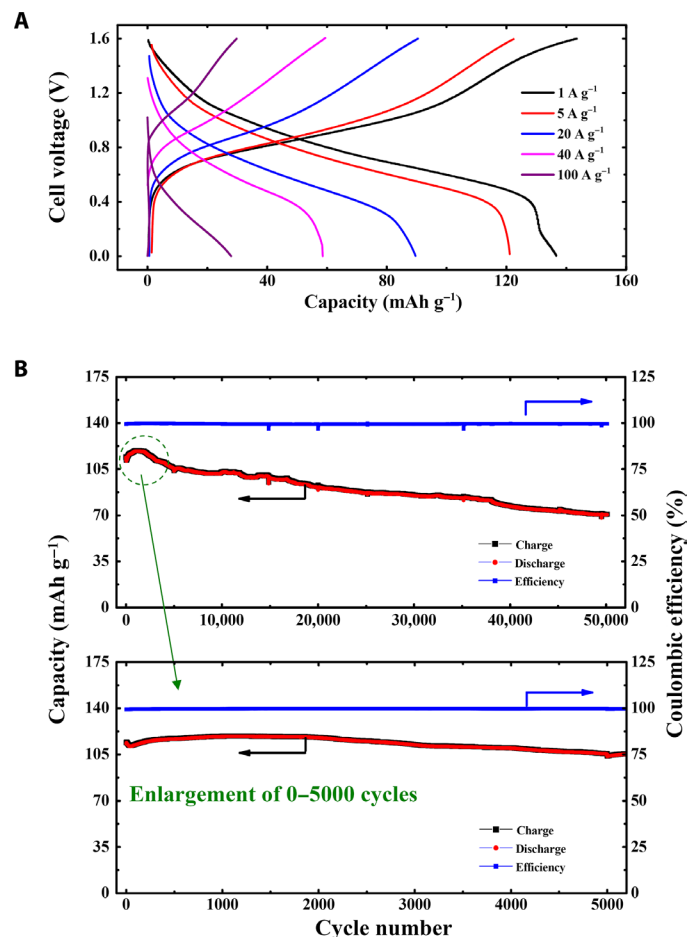 A
Cell voltage (V)
1.6
1.2
0.8
0.4
0.0
1 A g⁻¹
5 A g⁻¹
20 A g⁻¹
40 A g⁻¹
100 A g⁻¹
0 40 80 120 160
Capacity (mAh g⁻¹)
B
Capacity (mAh g⁻¹)
175
140
105
70
35
0
125
100
75
50
25
0
Charge
Discharge
Efficiency
0 10,000 20,000 30,000 40,000 50,000
Coulombic efficiency (%)
175
140
105
70
35
0
125
100
75
50
25
0
Enlargement of 0–5000 cycles
Charge
Discharge
Efficiency
0 1000 2000 3000 4000 5000
Cycle number